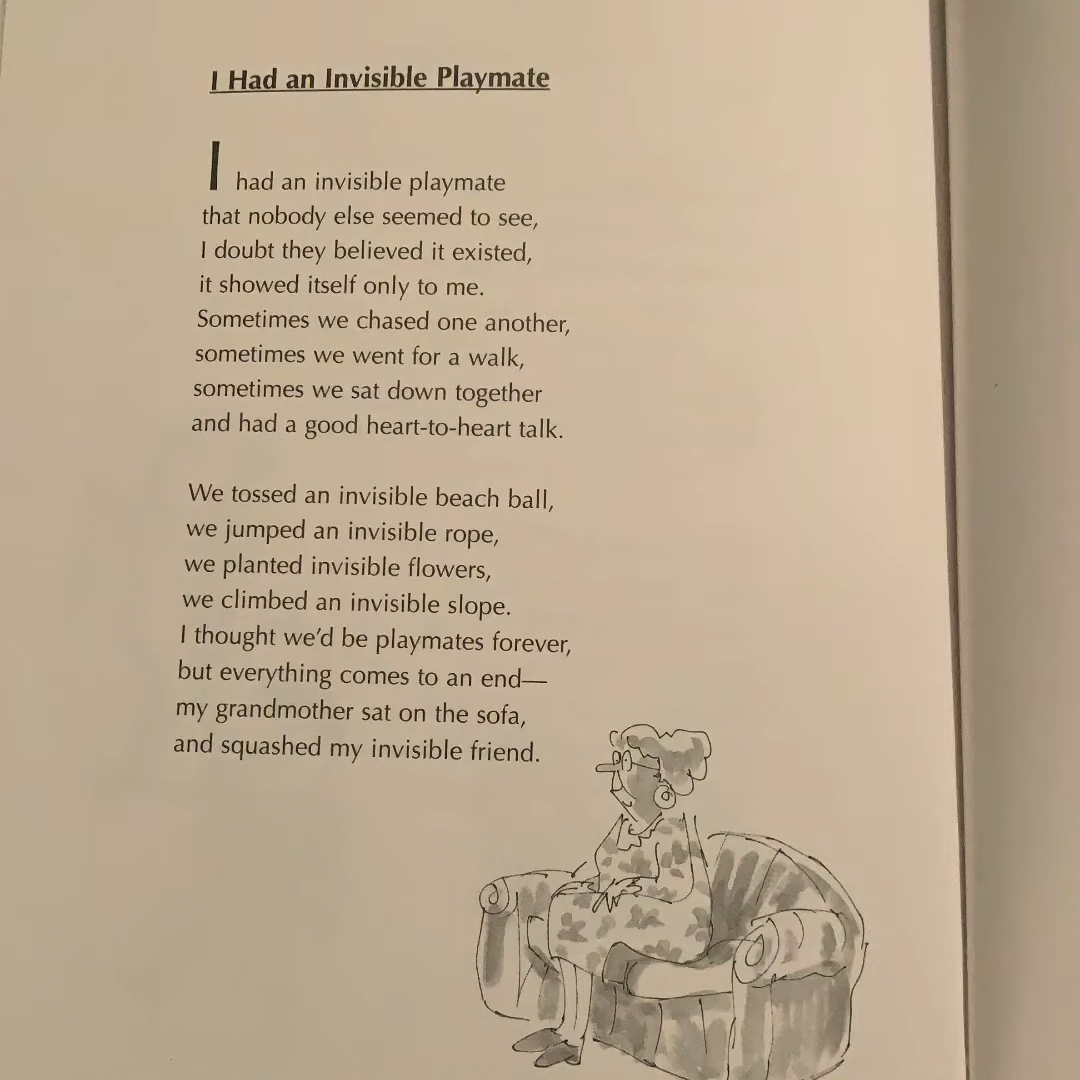 I Had an Invisible Playmate
I had an invisible playmate
that nobody else seemed to see,
I doubt they believed it existed,
it showed itself only to me.
Sometimes we chased one another,
sometimes we went for a walk,
sometimes we sat down together
and had a good heart-to-heart talk.
We tossed an invisible beach ball,
we jumped an invisible rope,
we planted invisible flowers,
we climbed an invisible slope.
I thought we'd be playmates forever,
but everything comes to an end—
my grandmother sat on the sofa,
and squashed my invisible friend.